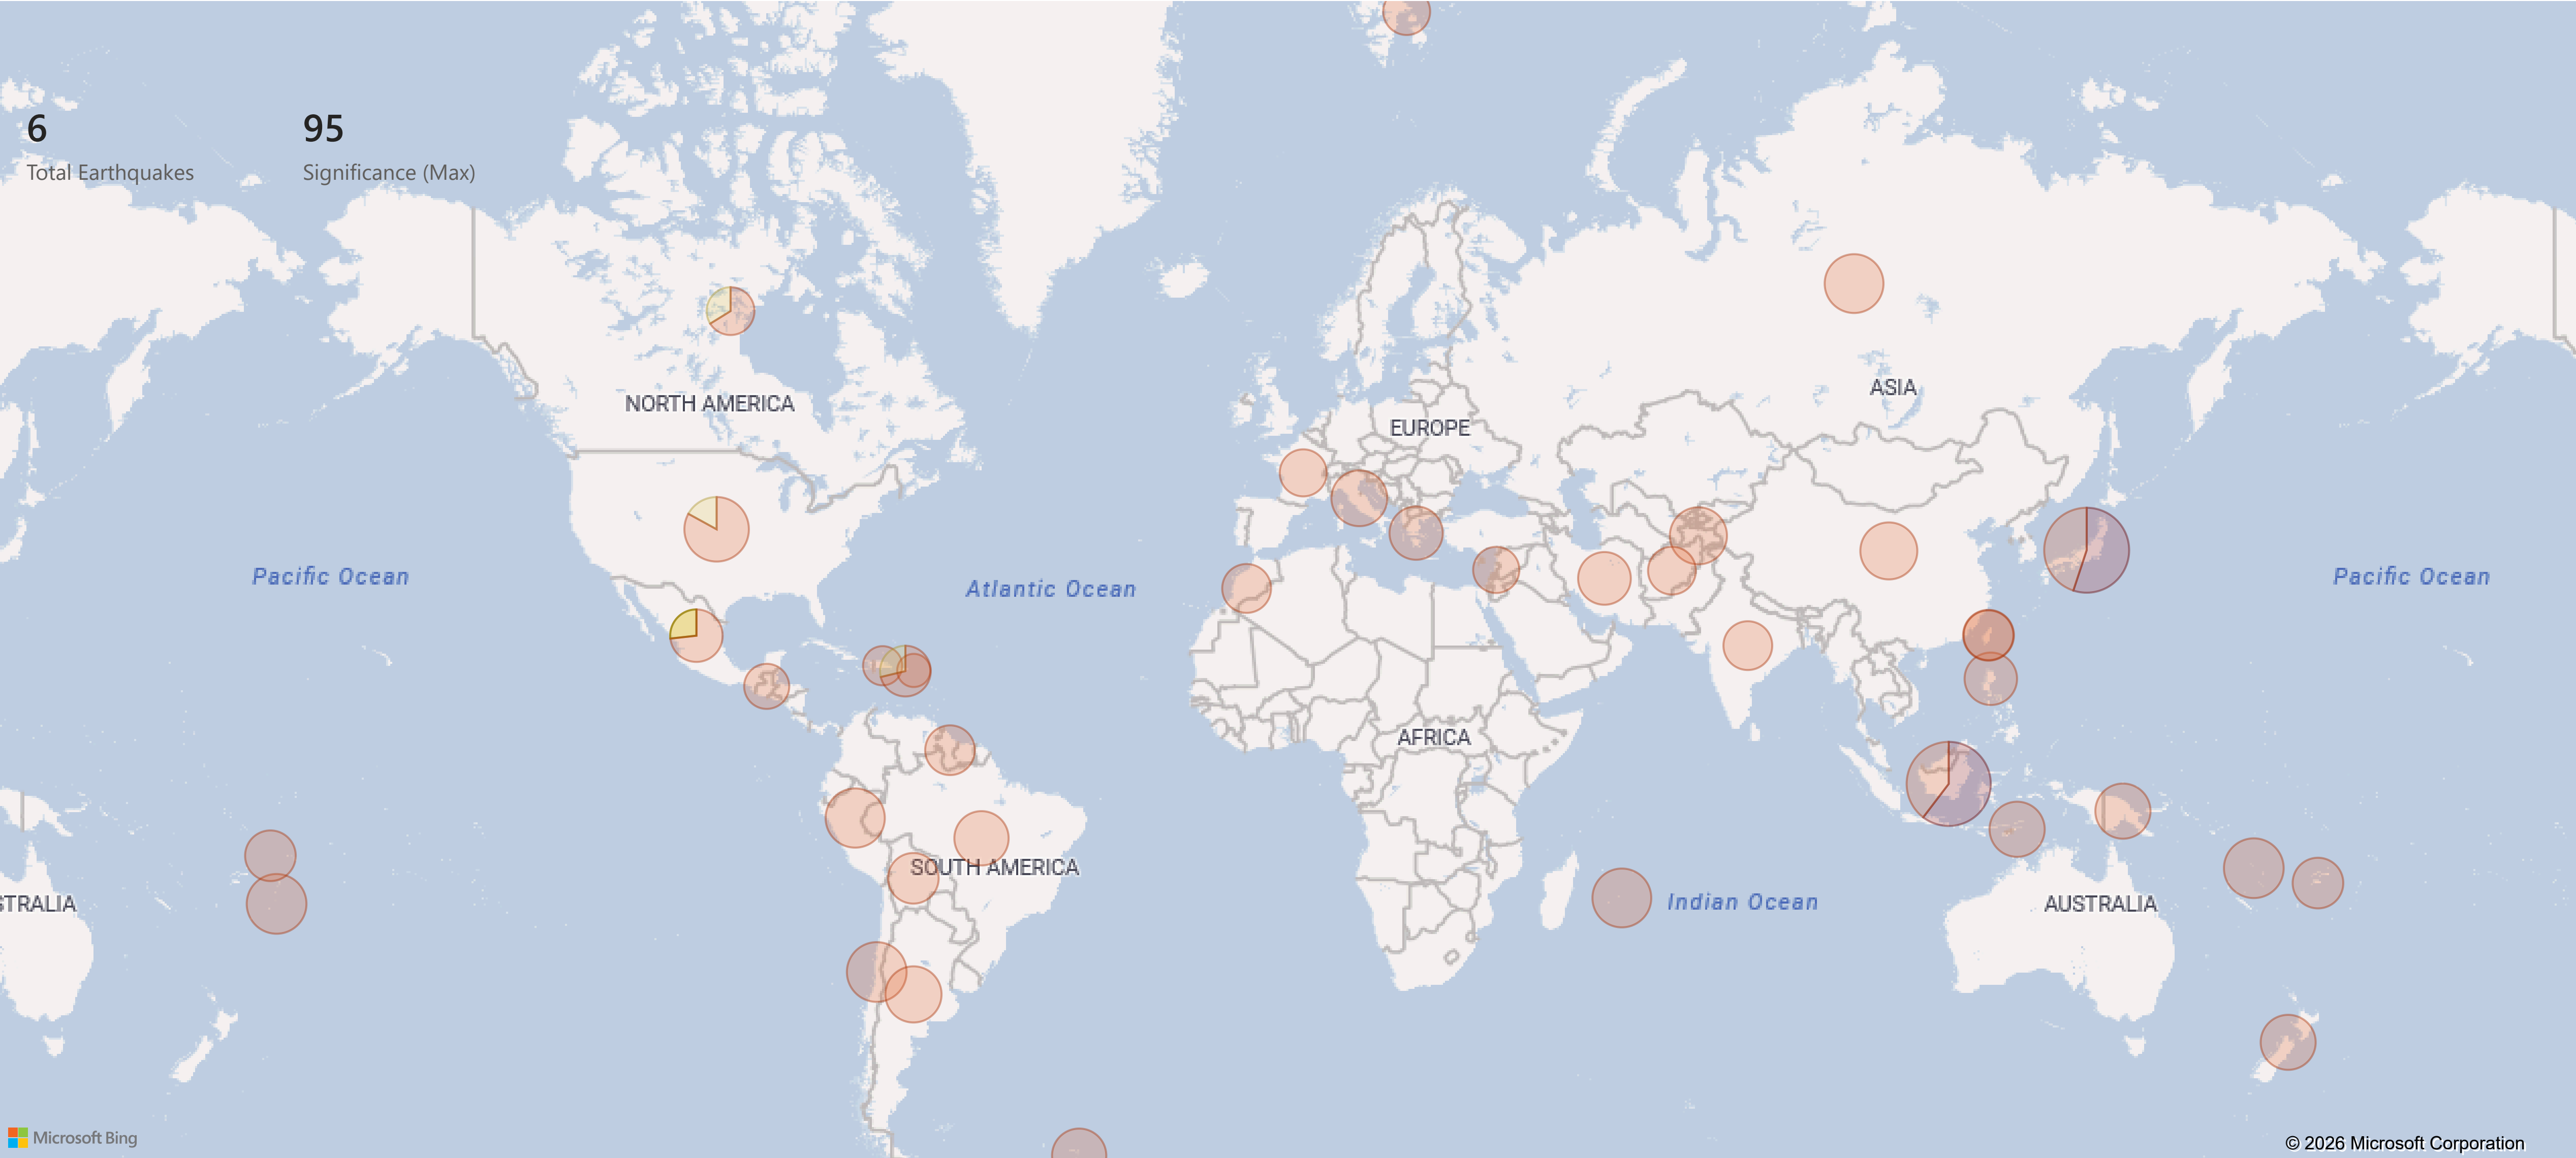 6
Total Earthquakes
95
Significance (Max)
NORTH AMERICA
ASIA
EUROPE
Pacific Ocean
Atlantic Ocean
Pacific Ocean
AFRICA
SOUTH AMERICA
STRALIA
Indian Ocean
AUSTRALIA
Microsoft Bing
© 2026 Microsoft Corporation